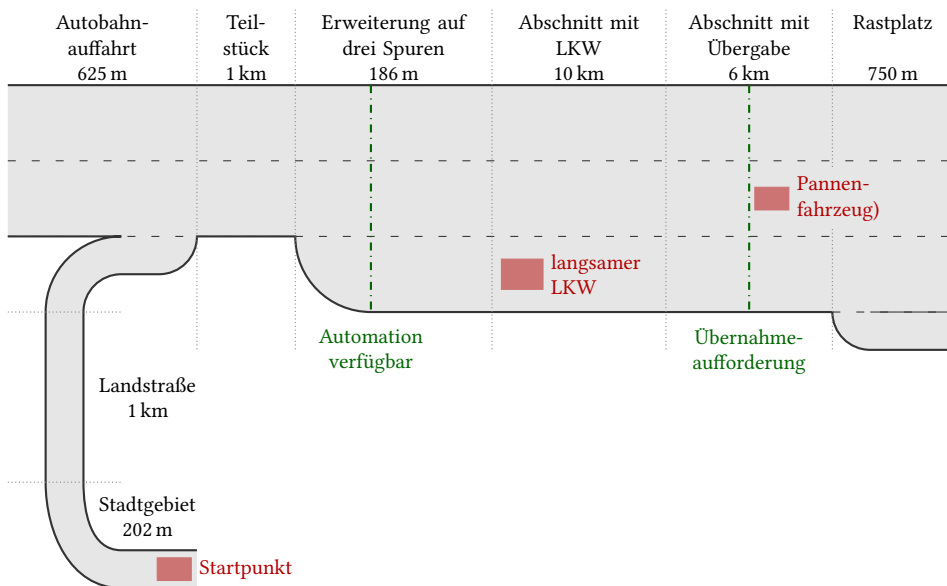 Autobahn-
auffahrt
625 m
Teil-
stück
1 km
Erweiterung auf
drei Spuren
186 m
Abschnitt mit
LKW
10 km
Abschnitt mit
Übergabe
6 km
Rastplatz
750 m
Pannen-
fahrzeug)
langsamer
LKW
Automation
verfügbar
Übernahme-
aufforderung
Landstraße
1 km
Stadtgebiet
202 m
Startpunkt